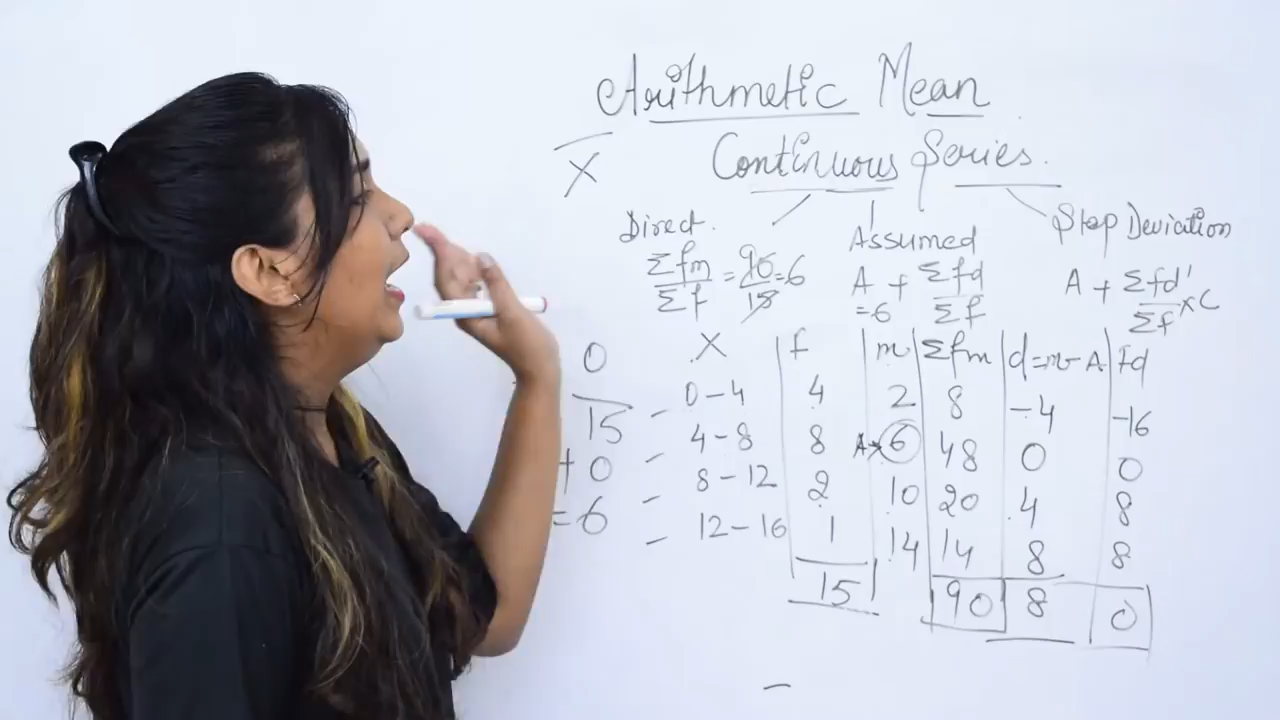 Arithmetic Mean
X̄ Continuous Series.
Direct. Assumed Step Deviation
Σfm/Σf = 90/15 = 6 A + Σfd/Σf A + Σfd'/Σf × C
= 6
X f m Σfm d=m-A fd
0-4 4 2 8 -4 -16
4-8 8 A 6 48 0 0
8-12 2 10 20 4 8
12-16 1 14 14 8 8
15 90 8 0
0/15
+ 0
= 6